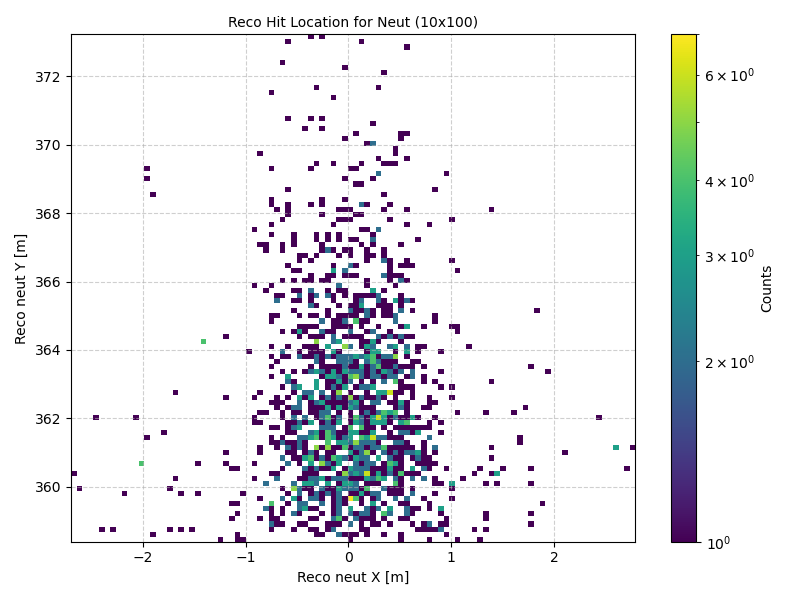 Reco Hit Location for Neut (10x100)
Reco neut Y [m]
372
370
368
366
364
362
360
−2
−1
0
1
2
Reco neut X [m]
6 × 10⁰
4 × 10⁰
3 × 10⁰
2 × 10⁰
10⁰
Counts